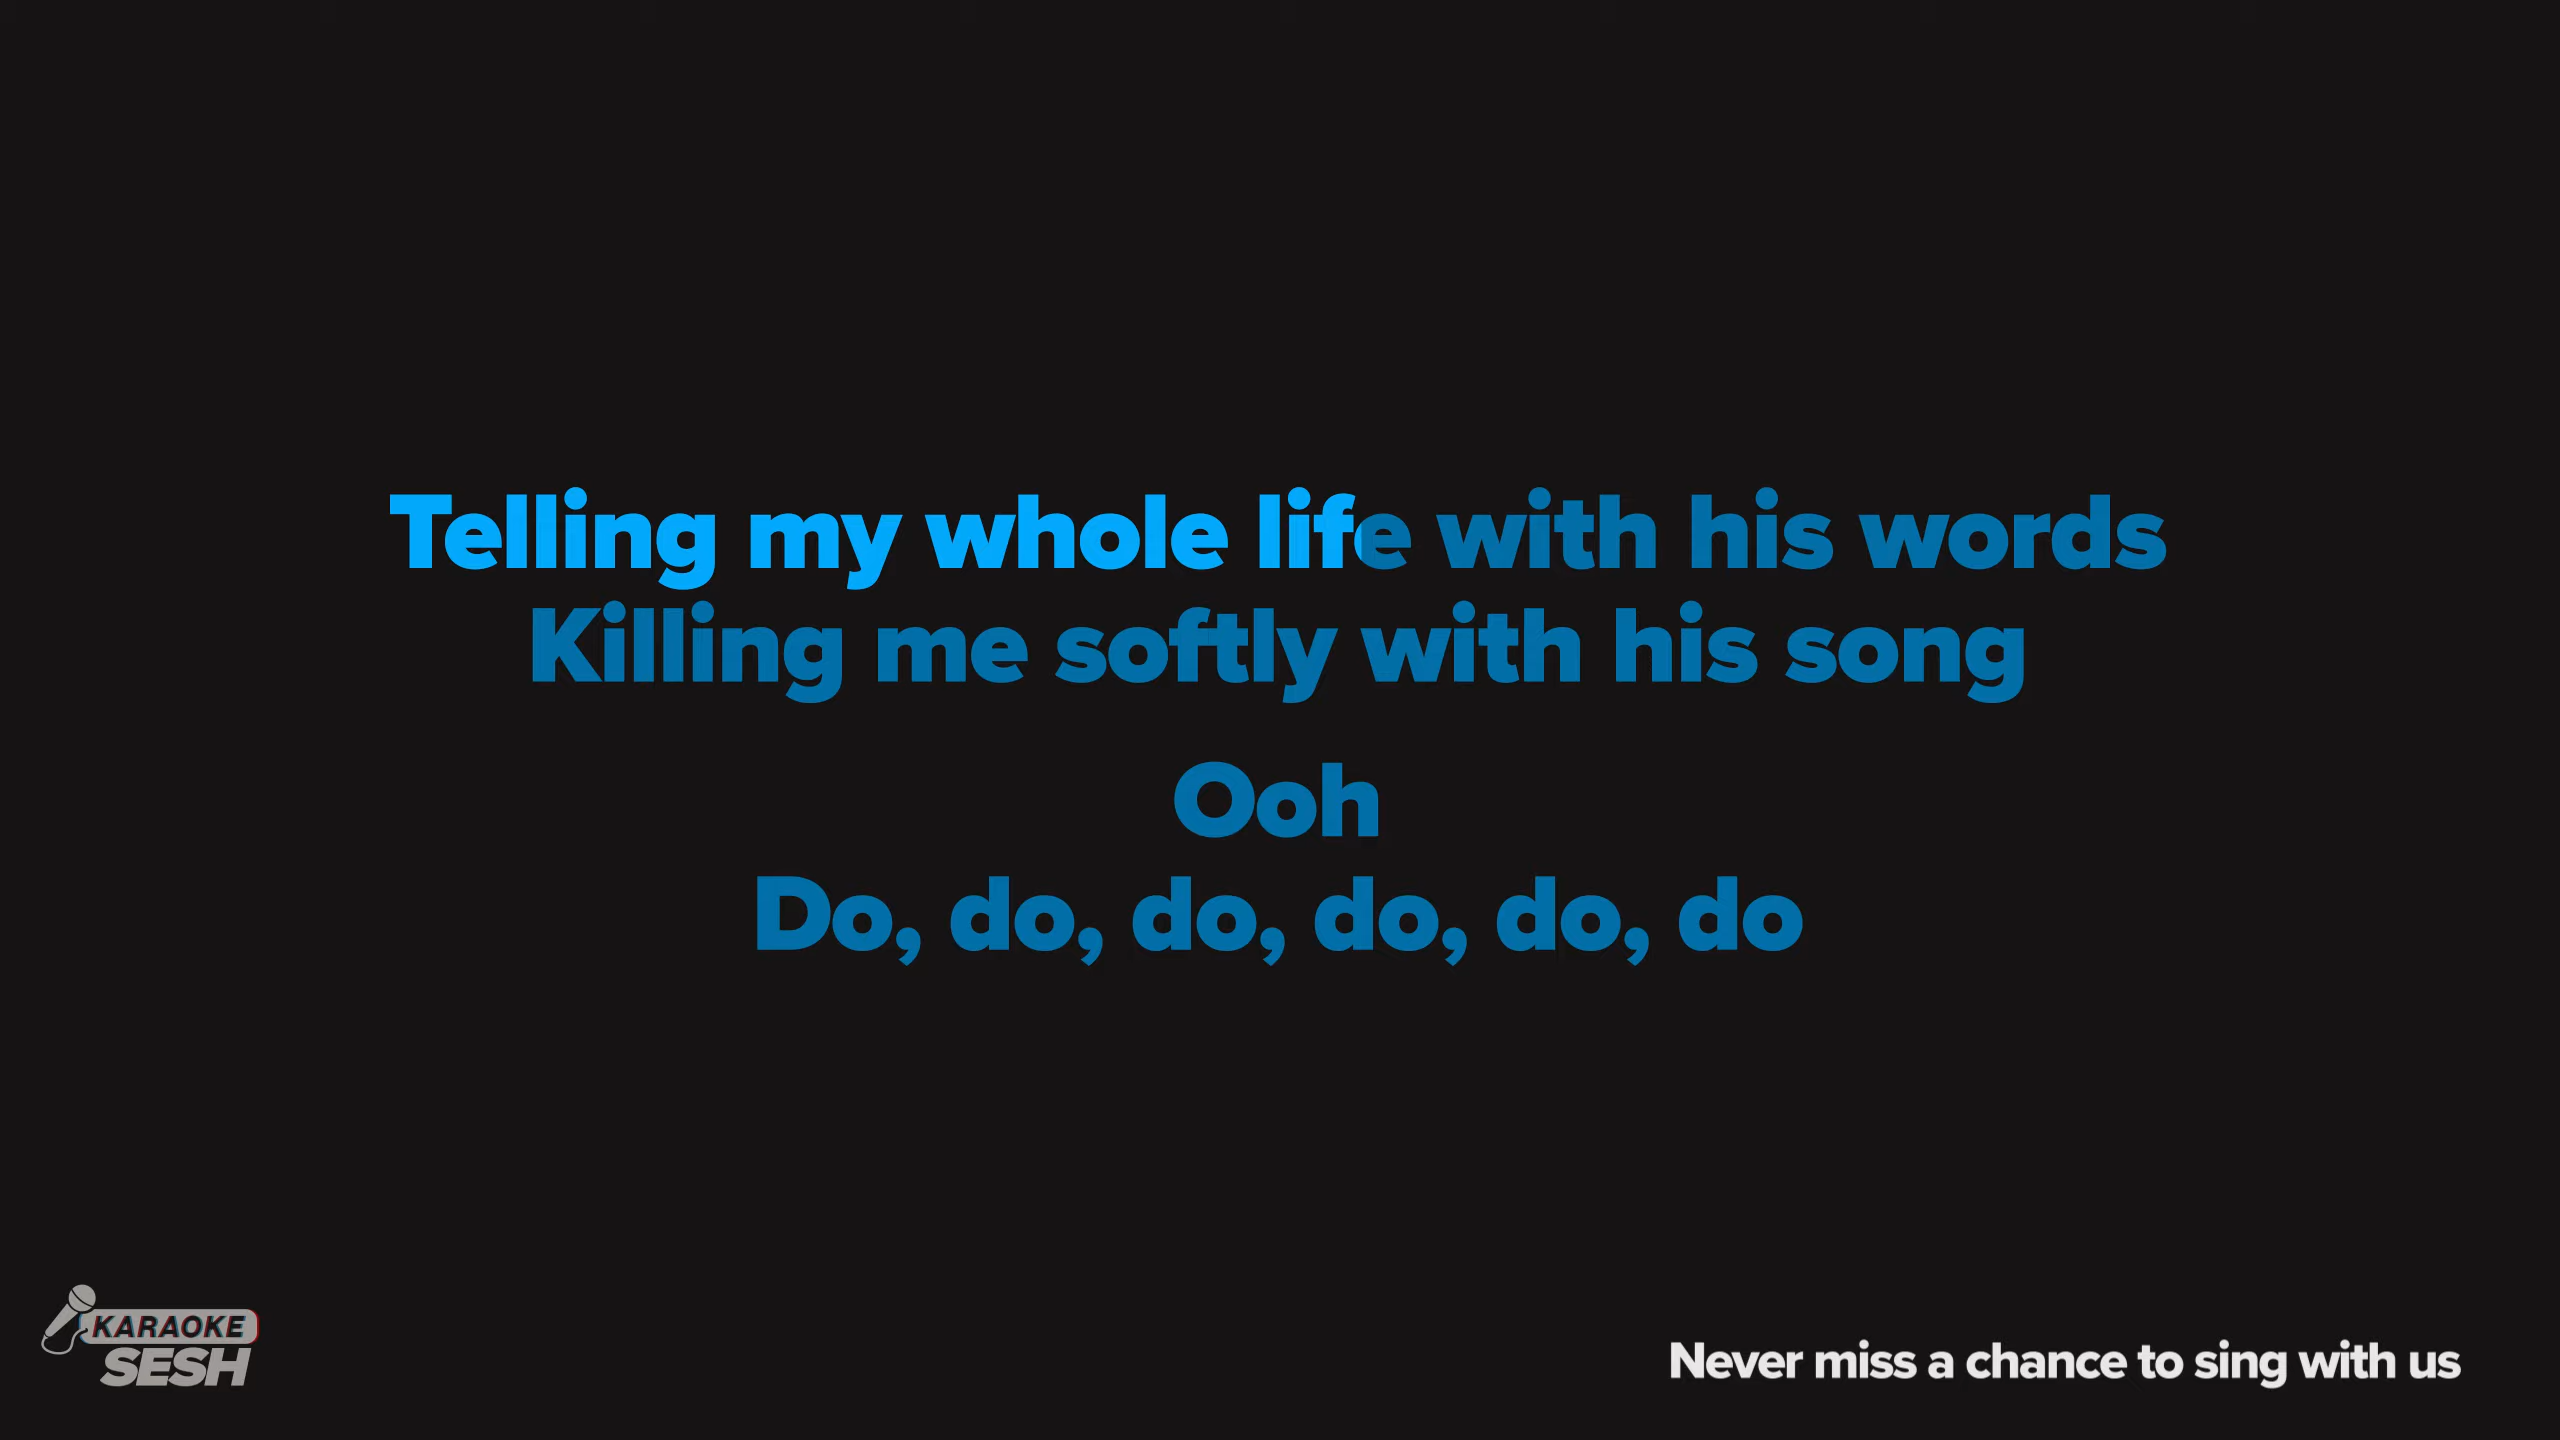 Telling my whole life with his words
Killing me softly with his song
Ooh
Do, do, do, do, do, do
KARAOKE
SESH
Never miss a chance to sing with us